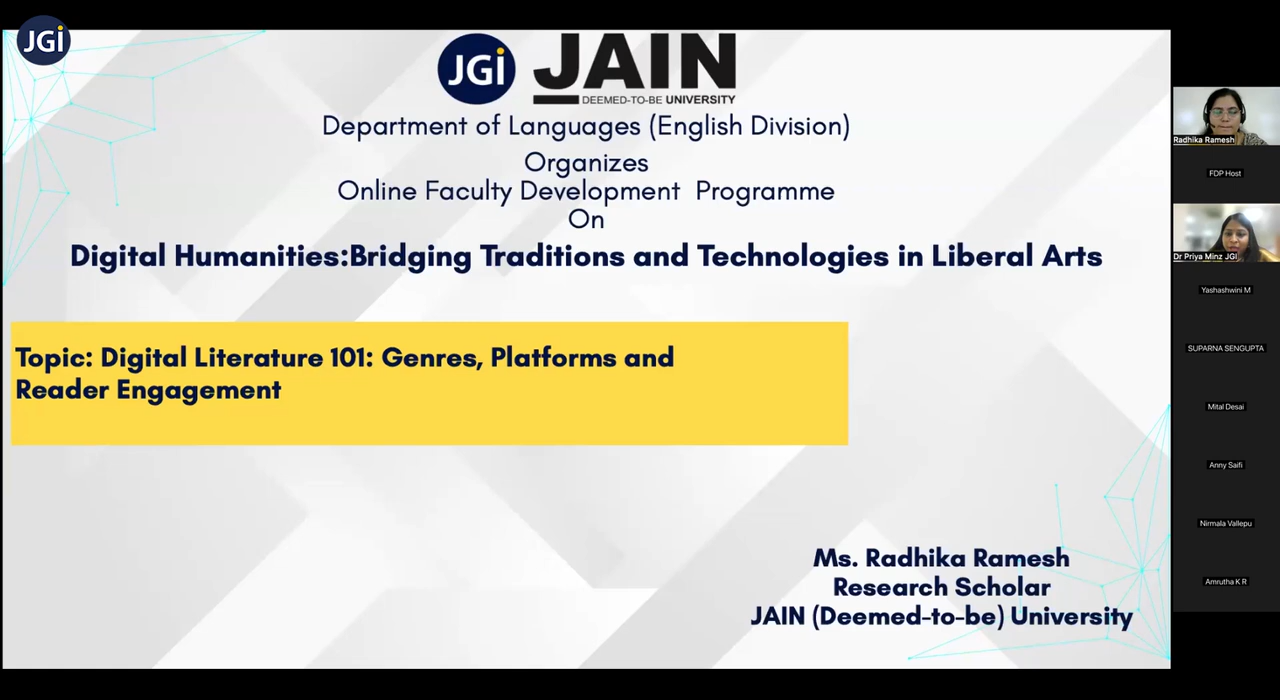 JGi
JGi JAIN
DEEMED-TO-BE UNIVERSITY
Department of Languages (English Division)
Organizes
Online Faculty Development Programme
On
Digital Humanities:Bridging Traditions and Technologies in Liberal Arts
Topic: Digital Literature 101: Genres, Platforms and
Reader Engagement
Ms. Radhika Ramesh
Research Scholar
JAIN (Deemed-to-be) University
Radhika Ramesh
FDP Host
Dr Priya Minz JGI
Yashashwini M
SUPARNA SENGUPTA
Mital Desai
Anny Saifi
Nirmala Vallepu
Amrutha K R